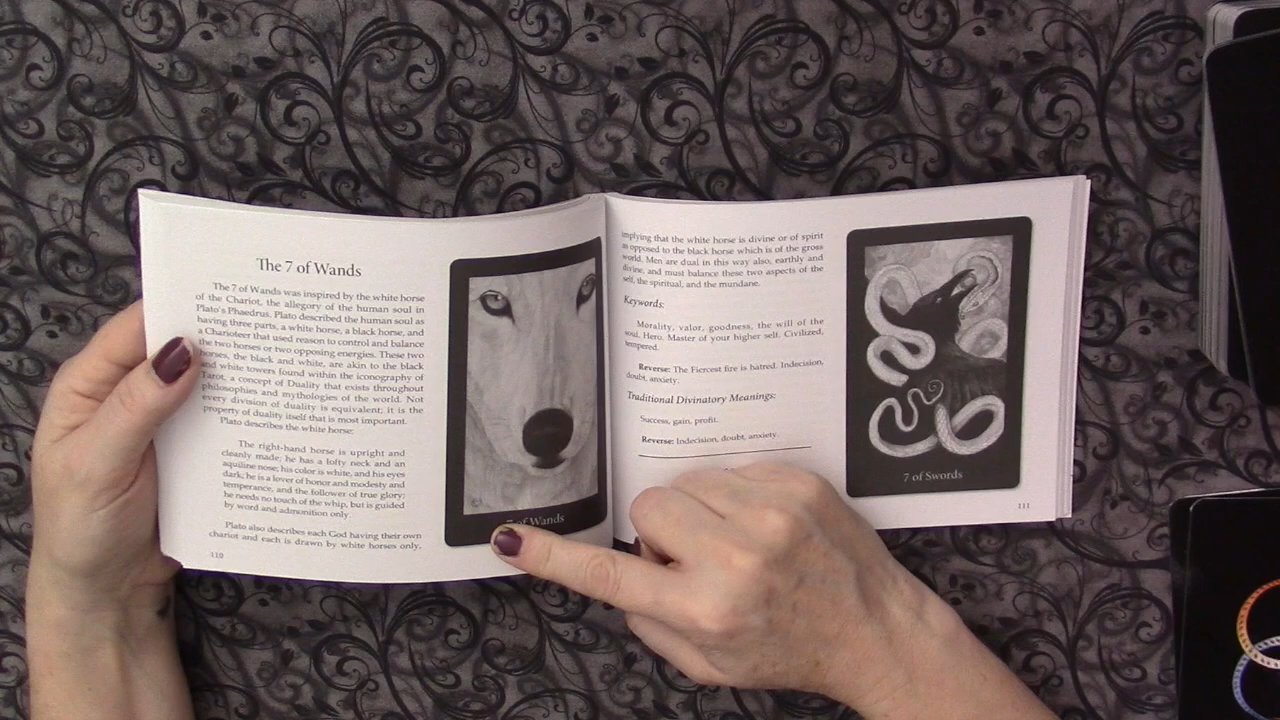 The 7 of Wands
The 7 of Wands was inspired by the white horse
of the Chariot, the allegory of the human soul in
Plato's Phaedrus. Plato described the human soul as
having three parts, a white horse, a black horse, and
a Charioteer that used reason to control and balance
the two horses or two opposing energies. These two
horses, the black and white, are akin to the black
and white towers found within the iconography of
Tarot, a concept of Duality that exists throughout
philosophies and mythologies of the world. Not
every division of duality is equivalent; it is the
property of duality itself that is most important.
Plato describes the white horse:
The right-hand horse is upright and
cleanly made; he has a lofty neck and an
aquiline nose; his color is white, and his eyes
dark; he is a lover of honor and modesty and
temperance, and the follower of true glory;
he needs no touch of the whip, but is guided
by word and admonition only.
Plato also describes each God having their own
chariot and each is drawn by white horses only,
110
7 of Wands
implying that the white horse is divine or of spirit
as opposed to the black horse which is of the gross
world. Men are dual in this way also, earthly and
divine, and must balance these two aspects of the
self, the spiritual, and the mundane.
Keywords:
Morality, valor, goodness, the will of the
soul. Hero. Master of your higher self. Civilized,
tempered.
Reverse: The Fiercest fire is hatred. Indecision,
doubt, anxiety.
Traditional Divinatory Meanings:
Success, gain, profit.
Reverse: Indecision, doubt, anxiety.
7 of Swords
111